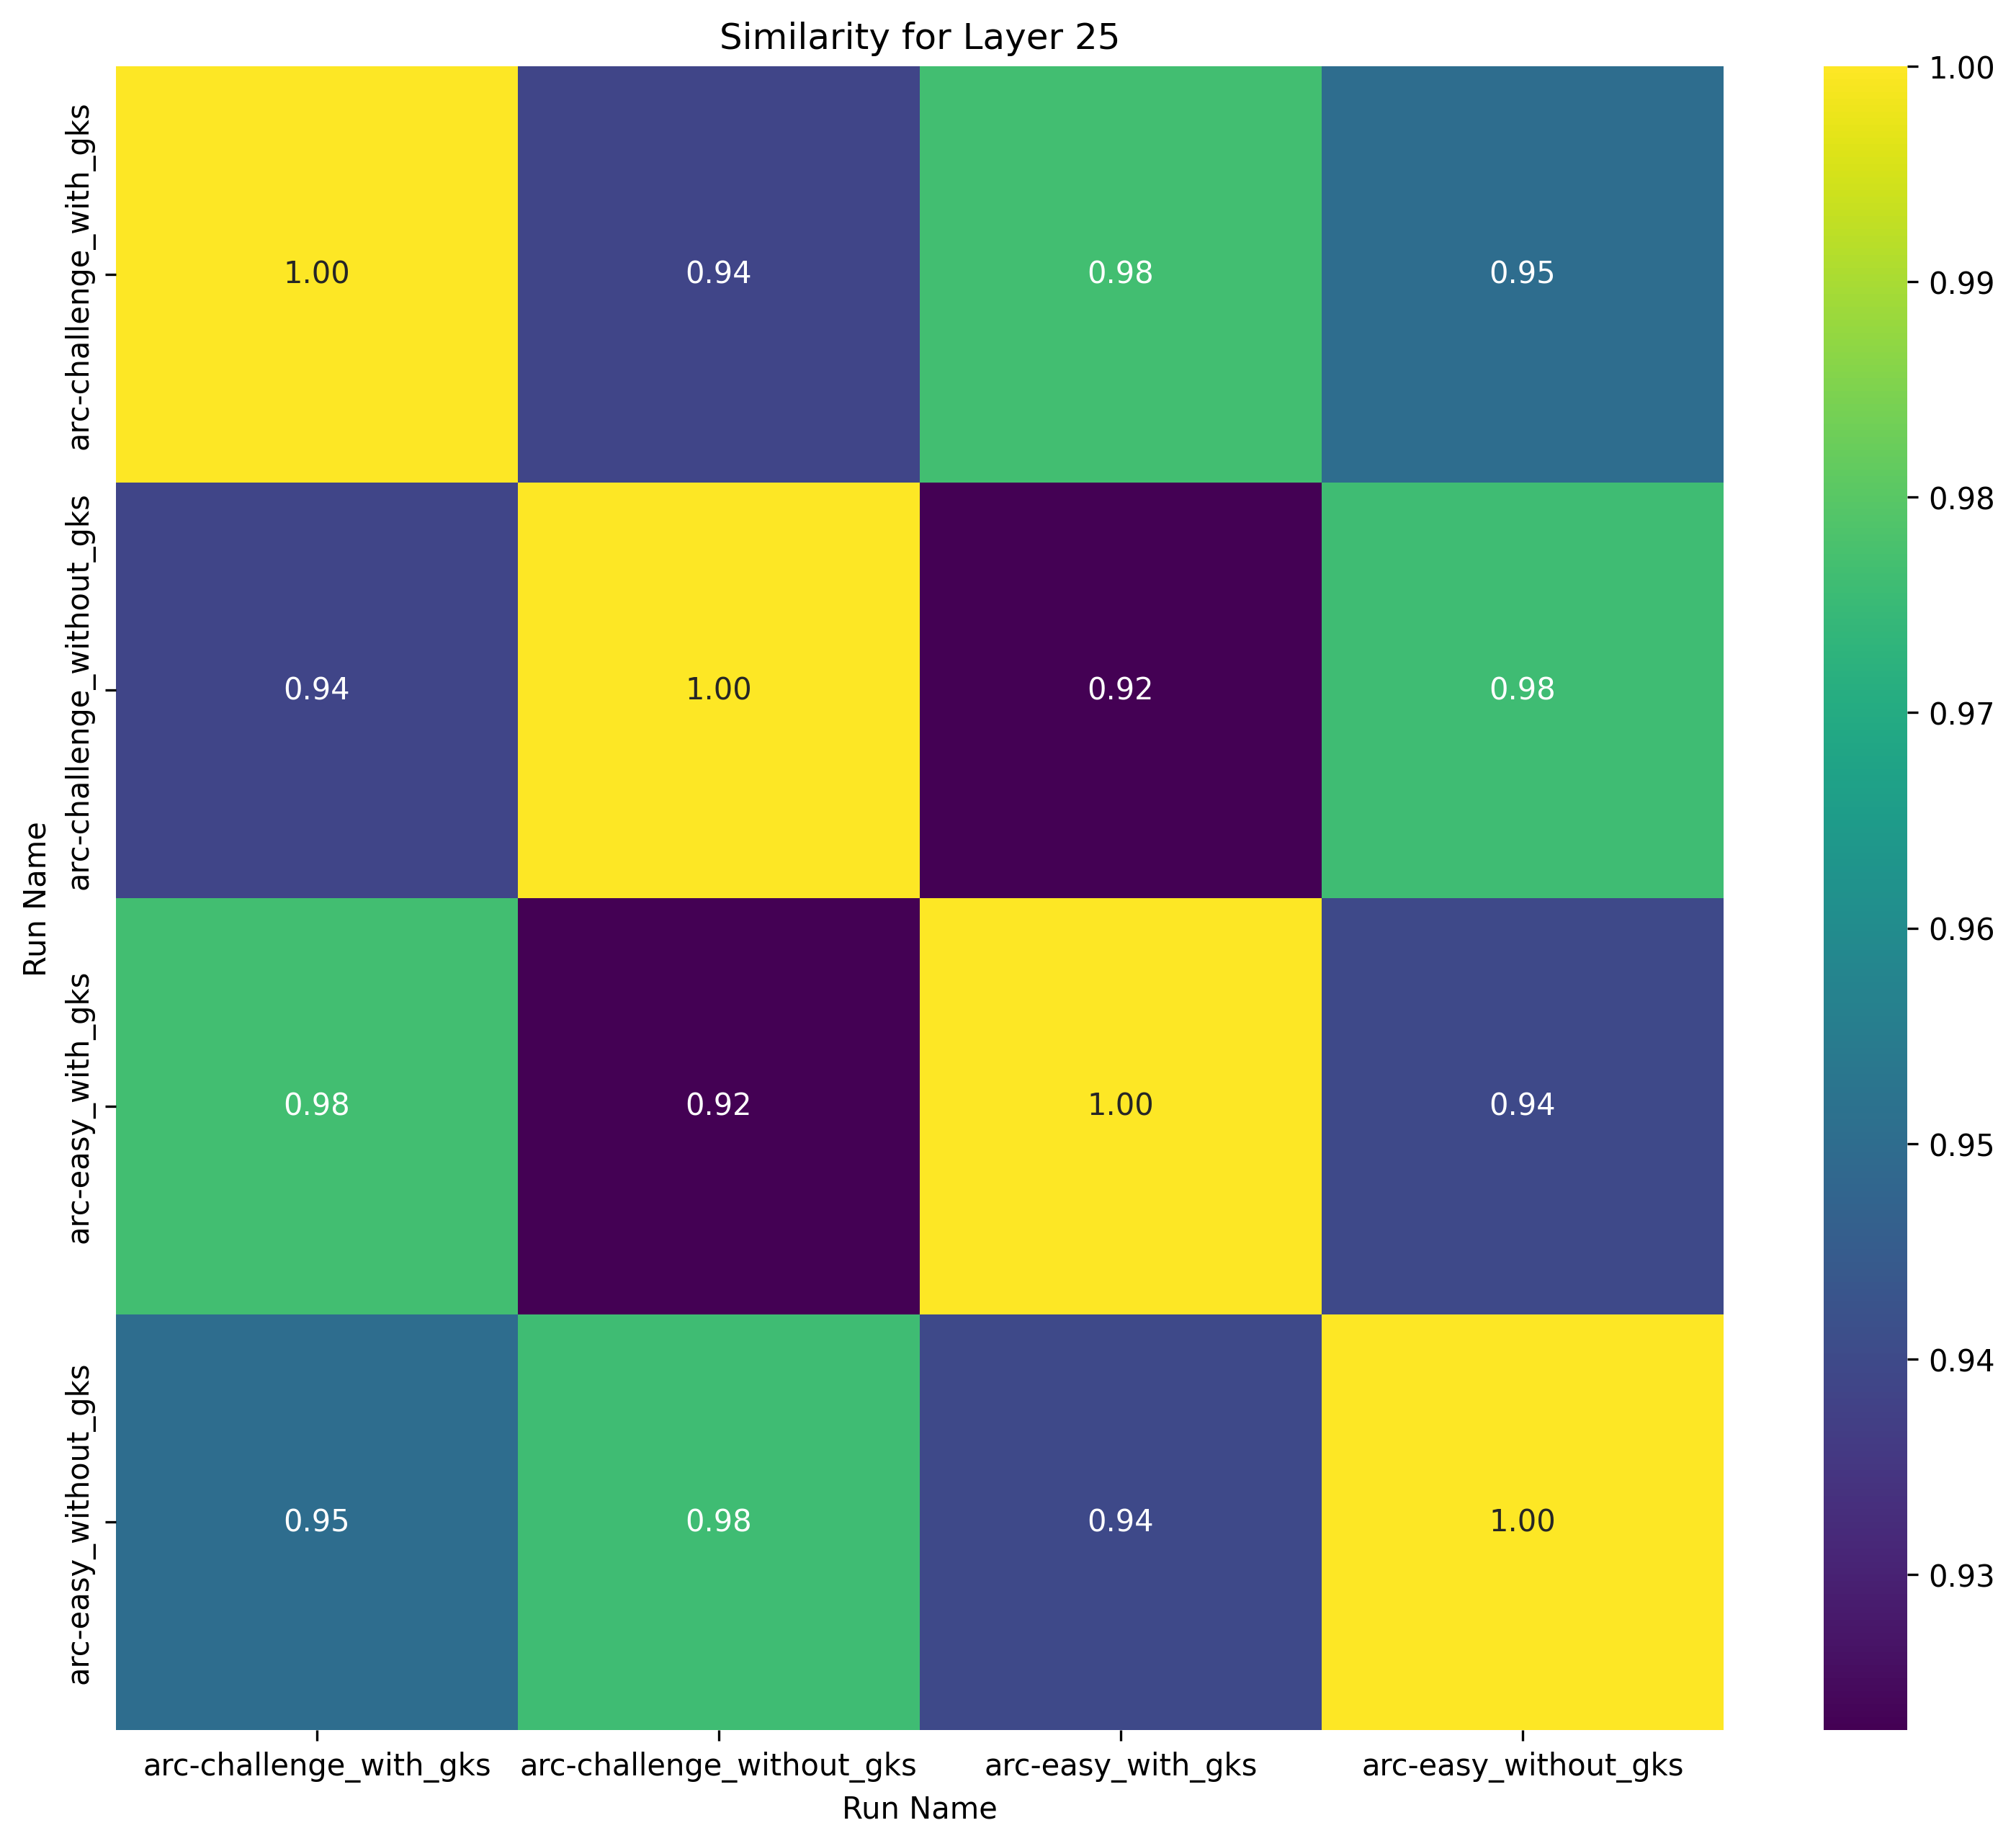 Similarity for Layer 25
Run Name
arc-challenge_with_gks
1.00 0.94 0.98 0.95
arc-challenge_without_gks
0.94 1.00 0.92 0.98
arc-easy_with_gks
0.98 0.92 1.00 0.94
arc-easy_without_gks
0.95 0.98 0.94 1.00
arc-challenge_with_gks arc-challenge_without_gks arc-easy_with_gks arc-easy_without_gks
Run Name
1.00
0.99
0.98
0.97
0.96
0.95
0.94
0.93